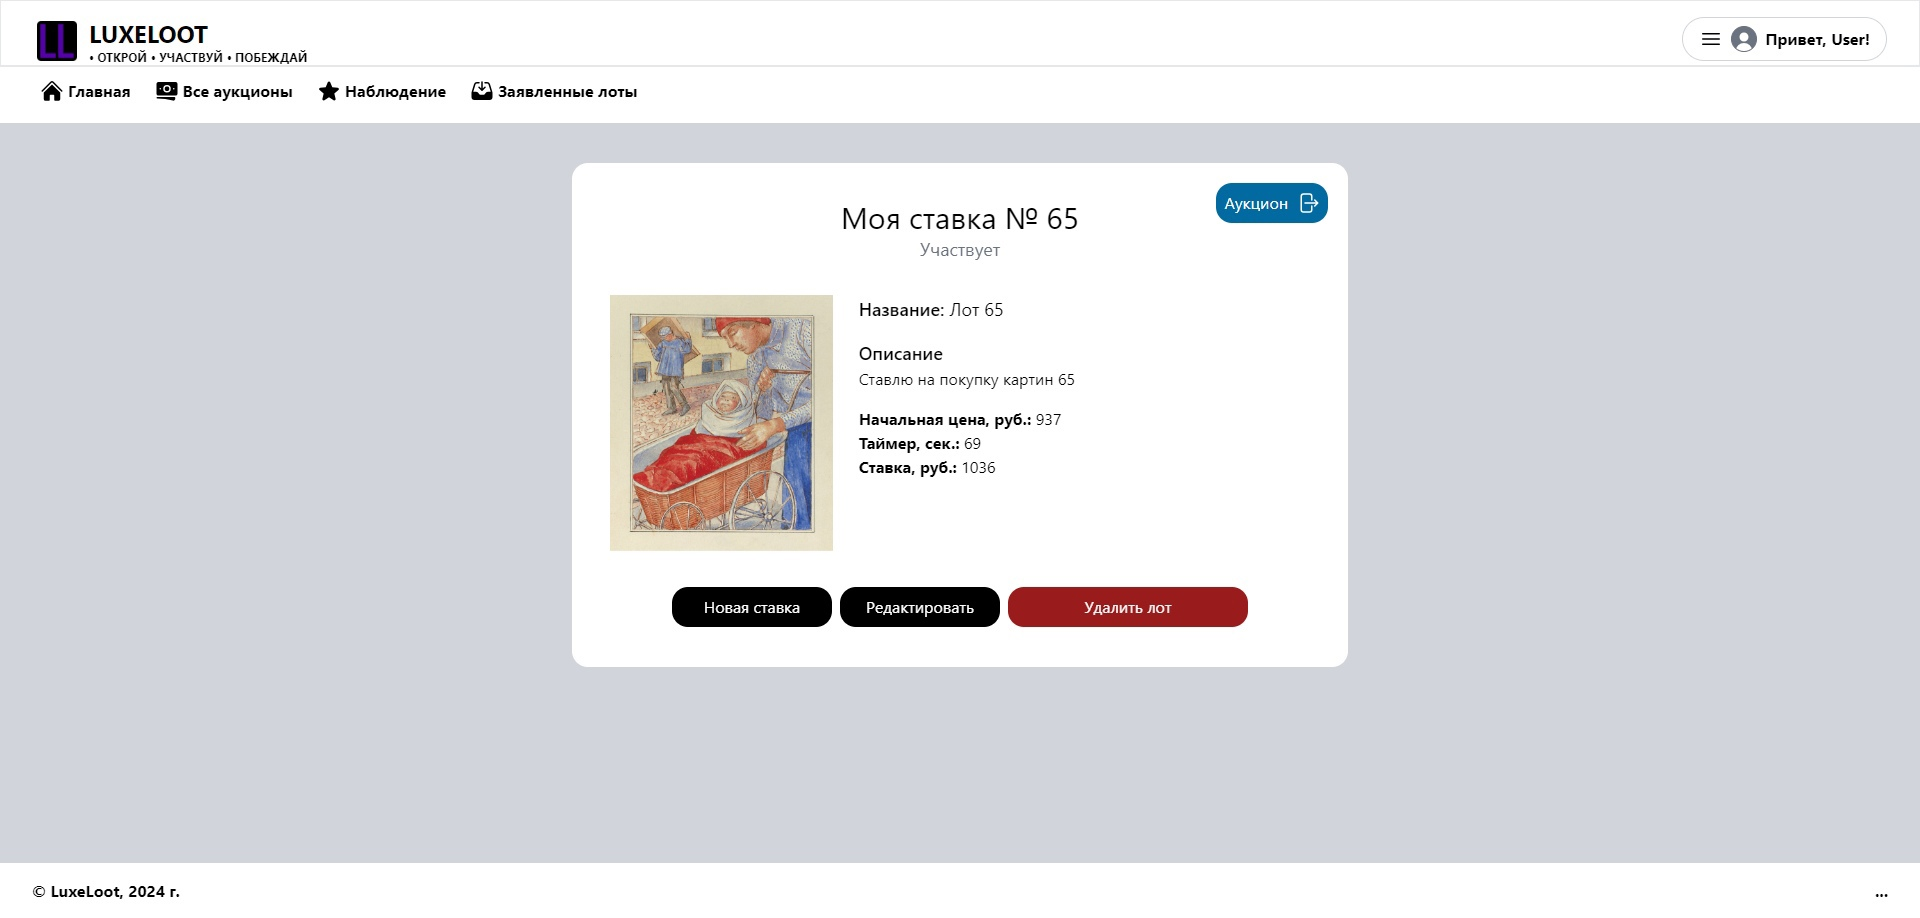 LL
LUXELOOT
• ОТКРОЙ • УЧАСТВУЙ • ПОБЕЖДАЙ
Привет, User!
Главная
Все аукционы
Наблюдение
Заявленные лоты
Аукцион
Моя ставка № 65
Участвует
Название: Лот 65
Описание
Ставлю на покупку картин 65
Начальная цена, руб.: 937
Таймер, сек.: 69
Ставка, руб.: 1036
Новая ставка
Редактировать
Удалить лот
© LuxeLoot, 2024 г.
...